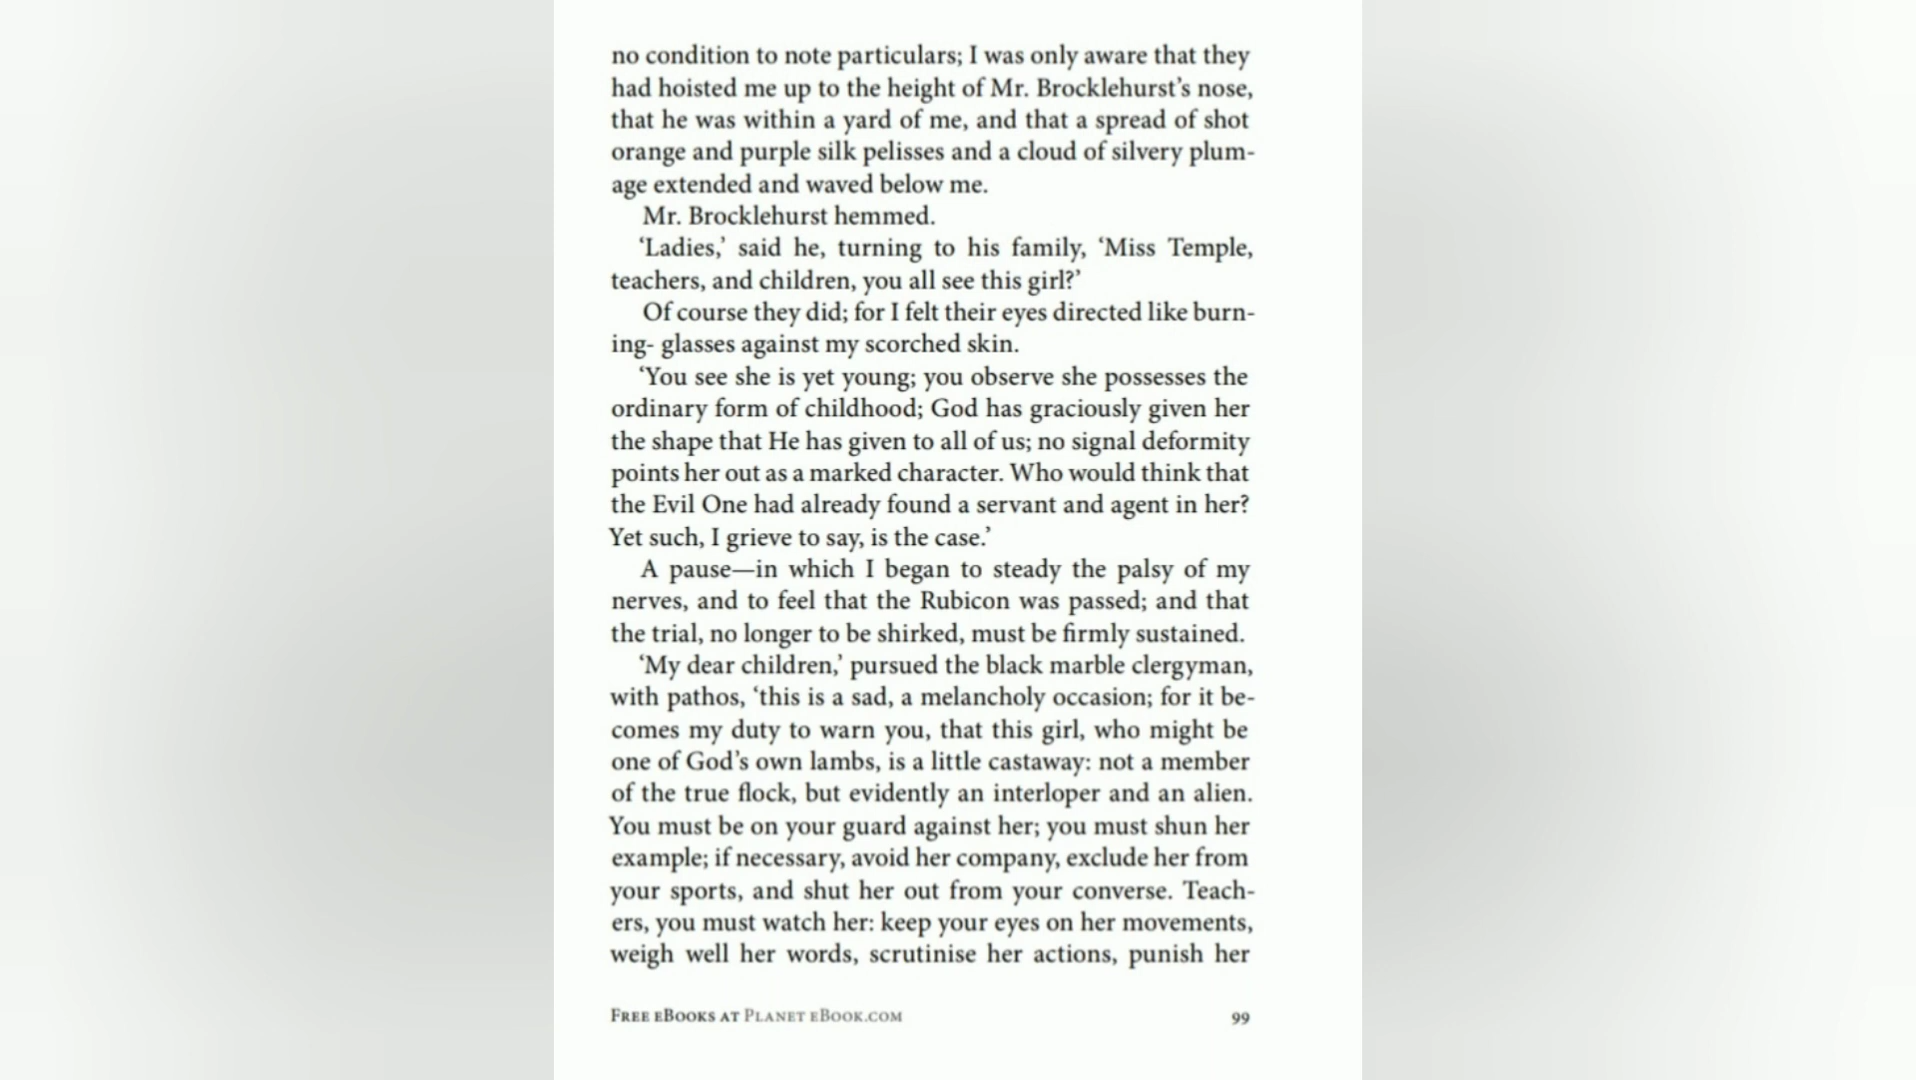 no condition to note particulars; I was only aware that they
had hoisted me up to the height of Mr. Brocklehurst’s nose,
that he was within a yard of me, and that a spread of shot
orange and purple silk pelisses and a cloud of silvery plum-
age extended and waved below me.
Mr. Brocklehurst hemmed.
‘Ladies,’ said he, turning to his family, ‘Miss Temple,
teachers, and children, you all see this girl?’
Of course they did; for I felt their eyes directed like burn-
ing- glasses against my scorched skin.
‘You see she is yet young; you observe she possesses the
ordinary form of childhood; God has graciously given her
the shape that He has given to all of us; no signal deformity
points her out as a marked character. Who would think that
the Evil One had already found a servant and agent in her?
Yet such, I grieve to say, is the case.’
A pause—in which I began to steady the palsy of my
nerves, and to feel that the Rubicon was passed; and that
the trial, no longer to be shirked, must be firmly sustained.
‘My dear children,’ pursued the black marble clergyman,
with pathos, ‘this is a sad, a melancholy occasion; for it be-
comes my duty to warn you, that this girl, who might be
one of God’s own lambs, is a little castaway: not a member
of the true flock, but evidently an interloper and an alien.
You must be on your guard against her; you must shun her
example; if necessary, avoid her company, exclude her from
your sports, and shut her out from your converse. Teach-
ers, you must watch her: keep your eyes on her movements,
weigh well her words, scrutinise her actions, punish her
Free eBooks at Planet eBook.com 99